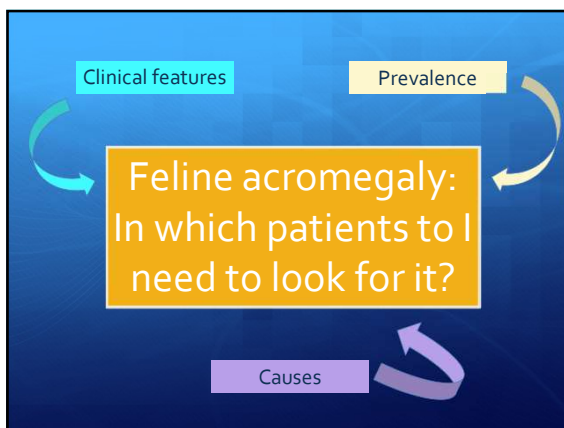 Clinical features
Prevalence
Feline acromegaly:
In which patients to I
need to look for it?
Causes